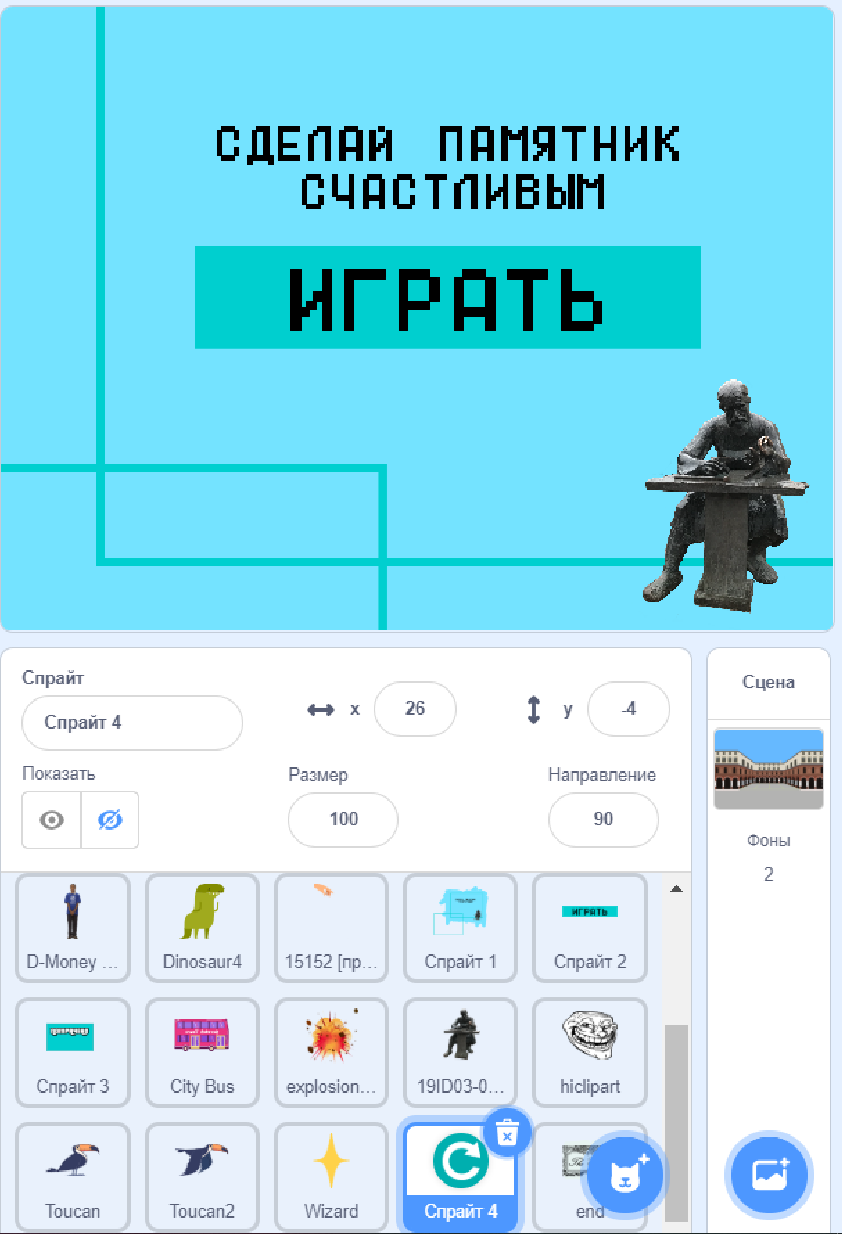 СДЕЛАЙ ПАМЯТНИК
СЧАСТЛИВЫМ
ИГРАТЬ
Спрайт
Спрайт 4
x
26
y
-4
Показать
Размер
100
Направление
90
Сцена
Фоны
2
D-Money ...
Dinosaur4
15152 [пр...
Спрайт 1
ИГРАТЬ
Спрайт 2
Спрайт 3
City Bus
explosion...
19ID03-0...
hiclipart
Toucan
Toucan2
Wizard
Спрайт 4
end